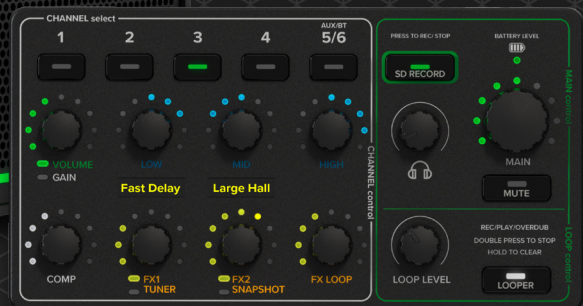 CHANNEL select
1
2
3
4
AUX/BT
5/6
PRESS TO REC/ STOP
BATTERY LEVEL
SD RECORD
MAIN control
VOLUME
GAIN
LOW
MID
HIGH
MAIN
MUTE
Fast Delay
Large Hall
CHANNEL control
COMP
FX1
TUNER
FX2
SNAPSHOT
FX LOOP
LOOP LEVEL
REC/PLAY/OVERDUB
DOUBLE PRESS TO STOP
HOLD TO CLEAR
LOOPER
LOOP control